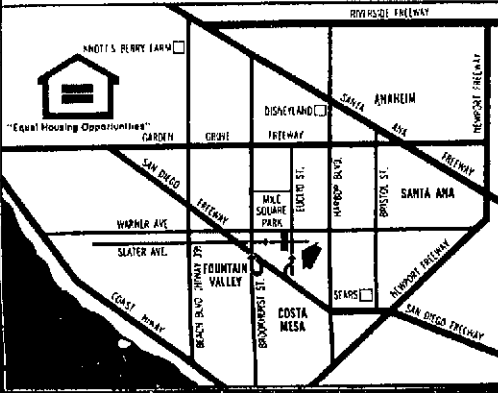 RIVERSIDE FREEWAY
KNOTT'S BERRY FARM
"Equal Housing Opportunities"
DISNEYLAND
ANAHEIM
SANTA ANA FREEWAY
NEWPORT FREEWAY
GARDEN GROVE FREEWAY
SAN DIEGO FREEWAY
MILE
SQUARE
PARK
EUCLID ST.
HARBOR BLVD.
BRISTOL ST.
SANTA ANA
WARNER AVE
SLATER AVE.
BEACH BLVD. (HIWAY 39)
FOUNTAIN
VALLEY
BROOKHURST ST.
COSTA
MESA
SEARS
NEWPORT FREEWAY
SAN DIEGO FREEWAY
COAST HIWAY